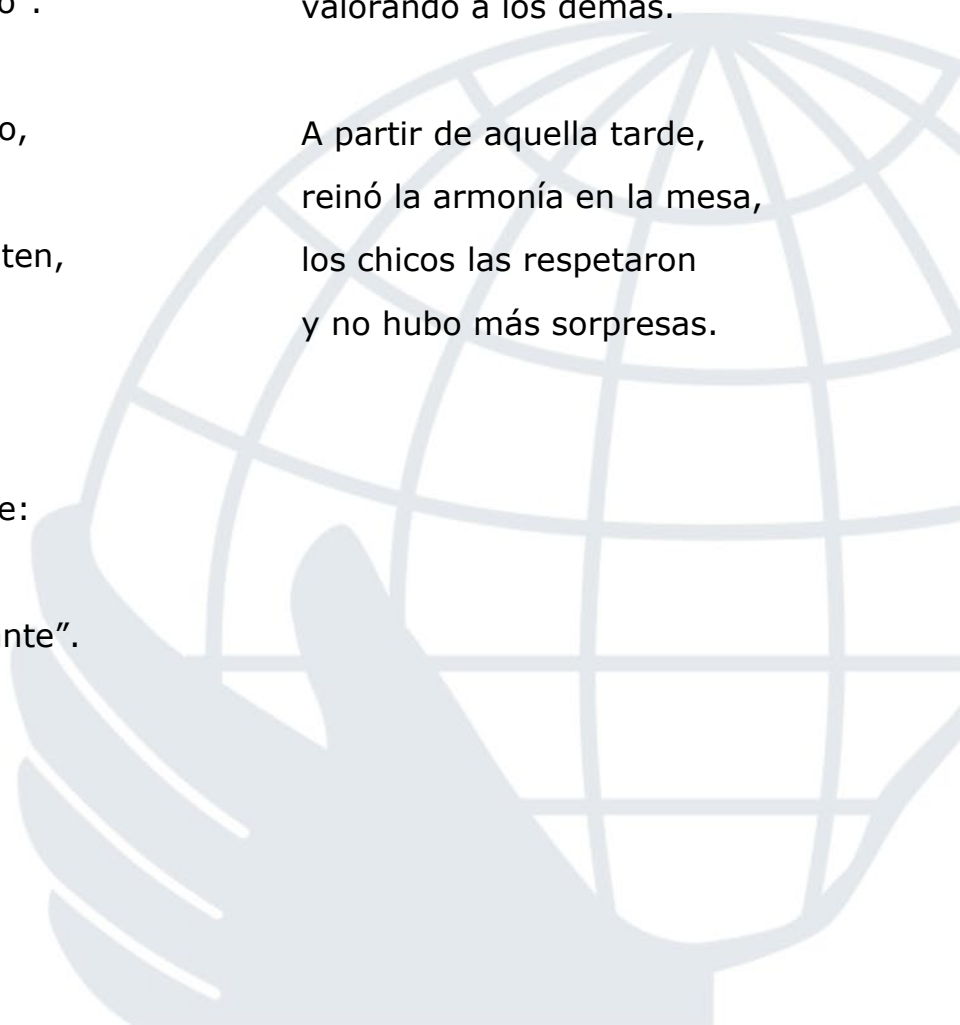 valorando a los demás.
A partir de aquella tarde,
reinó la armonía en la mesa,
los chicos las respetaron
y no hubo más sorpresas.